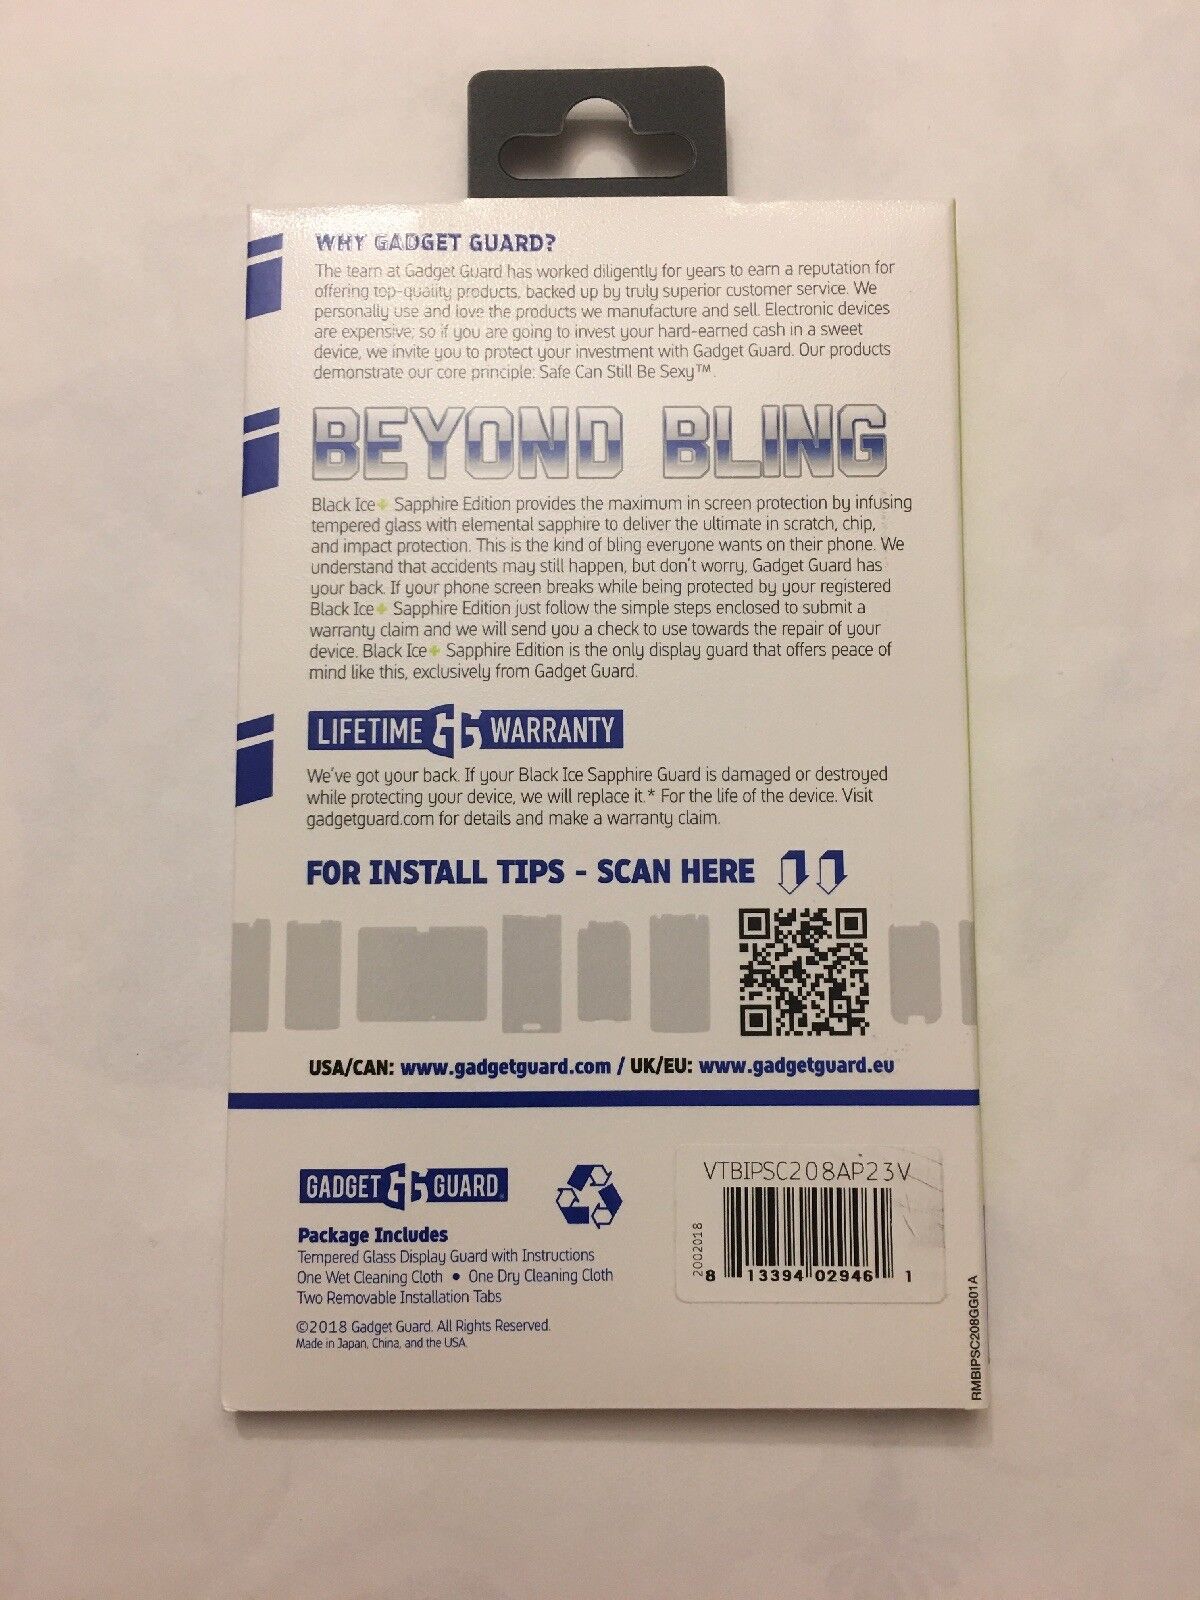 WHY GADGET GUARD?
The team at Gadget Guard has worked diligently for years to earn a reputation for
offering top-quality products, backed up by truly superior customer service. We
personally use and love the products we manufacture and sell. Electronic devices
are expensive; so if you are going to invest your hard-earned cash in a sweet
device, we invite you to protect your investment with Gadget Guard. Our products
demonstrate our core principle: Safe Can Still Be Sexy™.
BEYOND BLING
Black Ice+ Sapphire Edition provides the maximum in screen protection by infusing
tempered glass with elemental sapphire to deliver the ultimate in scratch, chip,
and impact protection. This is the kind of bling everyone wants on their phone. We
understand that accidents may still happen, but don't worry, Gadget Guard has
your back. If your phone screen breaks while being protected by your registered
Black Ice+ Sapphire Edition just follow the simple steps enclosed to submit a
warranty claim and we will send you a check to use towards the repair of your
device. Black Ice+ Sapphire Edition is the only display guard that offers peace of
mind like this, exclusively from Gadget Guard.
LIFETIME GG WARRANTY
We've got your back. If your Black Ice Sapphire Guard is damaged or destroyed
while protecting your device, we will replace it.* For the life of the device. Visit
gadgetguard.com for details and make a warranty claim.
FOR INSTALL TIPS - SCAN HERE
USA/CAN: www.gadgetguard.com / UK/EU: www.gadgetguard.eu
GADGET GG GUARD®
Package Includes
Tempered Glass Display Guard with Instructions
One Wet Cleaning Cloth • One Dry Cleaning Cloth
Two Removable Installation Tabs
©2018 Gadget Guard. All Rights Reserved.
Made in Japan, China, and the USA.
VTBIPSC208AP23V
2002018
8 13394 02946 1
RMBIPSC208GG01A